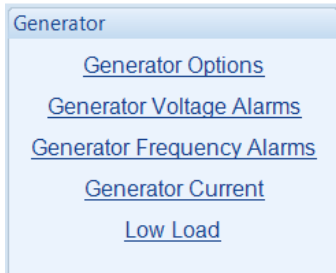 Generator
Generator Options
Generator Voltage Alarms
Generator Frequency Alarms
Generator Current
Low Load